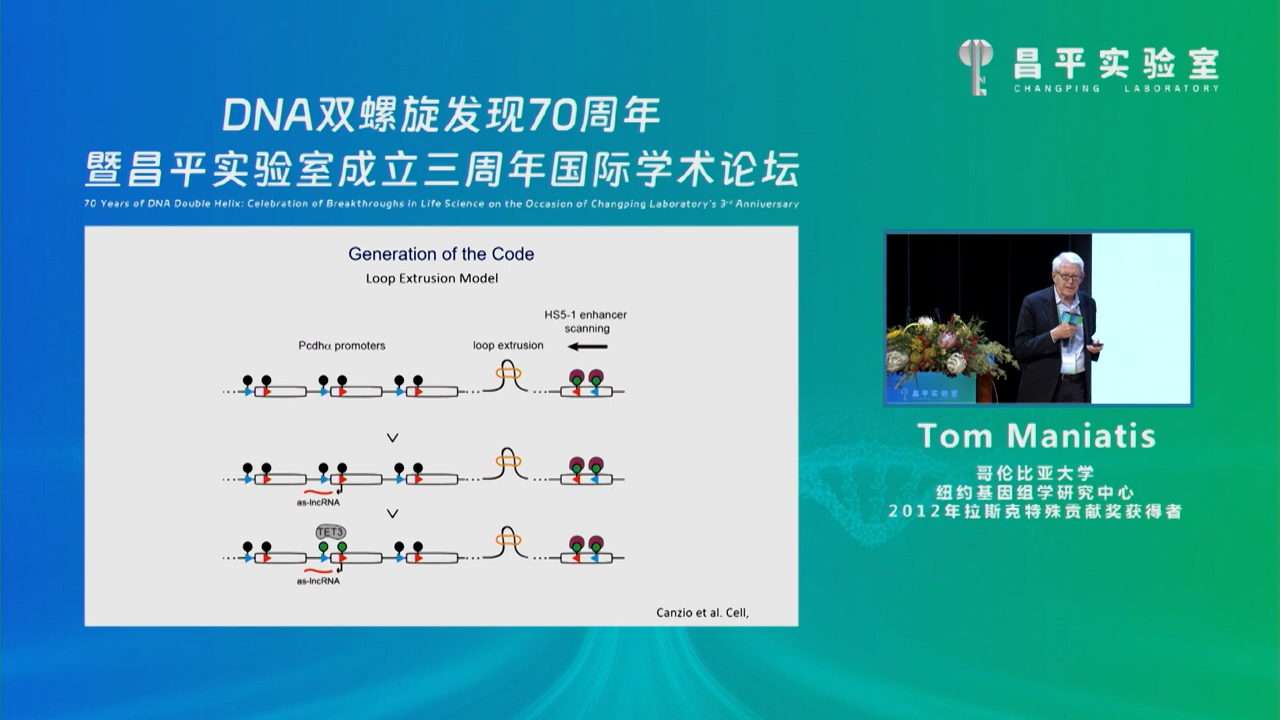 昌平实验室
CHANGPING LABORATORY
DNA双螺旋发现70周年
暨昌平实验室成立三周年国际学术论坛
70 Years of DNA Double Helix: Celebration of Breakthroughs in Life Science on the Occasion of Changping Laboratory's 3rd Anniversary
Generation of the Code
Loop Extrusion Model
HS5-1 enhancer
scanning
Pcdhα promoters
loop extrusion
as-lncRNA
TET3
as-lncRNA
Canzio et al. Cell,
昌平实验室
Tom Maniatis
哥伦比亚大学
纽约基因组学研究中心
2012年拉斯克特殊贡献奖获得者